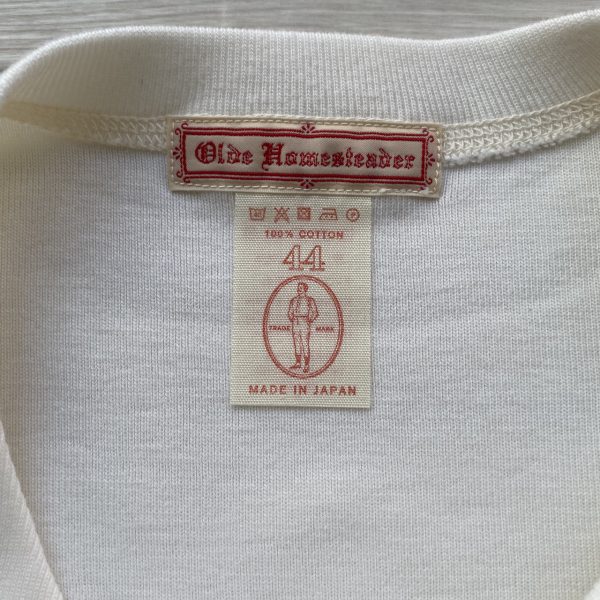 Olde Homesteader
100% COTTON
44
TRADE MARK
MADE IN JAPAN